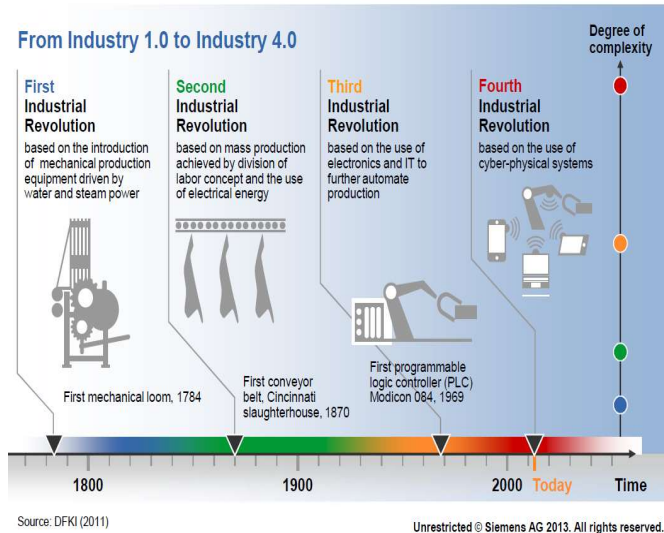 From Industry 1.0 to Industry 4.0
Degree of
complexity
First
Industrial
Revolution
based on the introduction
of mechanical production
equipment driven by
water and steam power
Second
Industrial
Revolution
based on mass production
achieved by division of
labor concept and the use
of electrical energy
Third
Industrial
Revolution
based on the use of
electronics and IT to
further automate
production
Fourth
Industrial
Revolution
based on the use of
cyber-physical systems
First mechanical loom, 1784
First conveyor
belt, Cincinnati
slaughterhouse, 1870
First programmable
logic controller (PLC)
Modicon 084, 1969
1800
1900
2000
Today
Time
Source: DFKI (2011)
Unrestricted © Siemens AG 2013. All rights reserved.